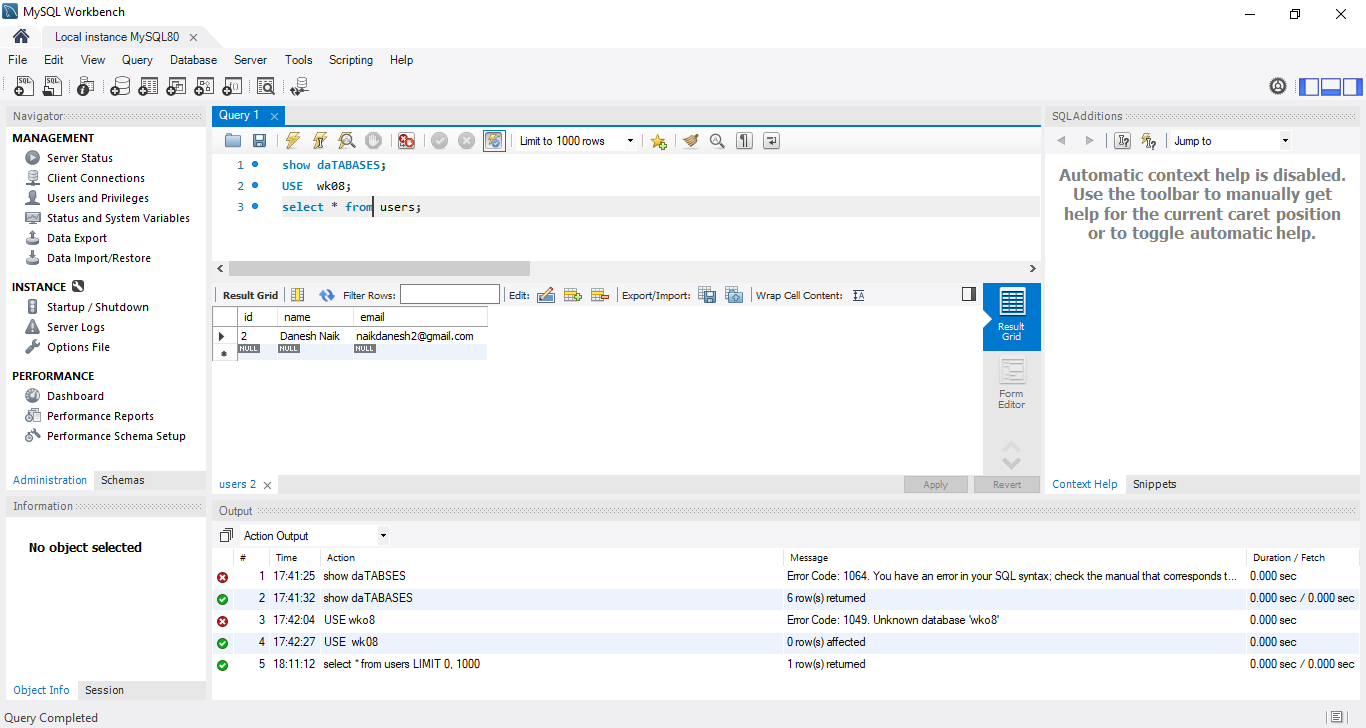 MySQL Workbench
Local instance MySQL80
File Edit View Query Database Server Tools Scripting Help
Navigator
MANAGEMENT
Server Status
Client Connections
Users and Privileges
Status and System Variables
Data Export
Data Import/Restore
INSTANCE
Startup / Shutdown
Server Logs
Options File
PERFORMANCE
Dashboard
Performance Reports
Performance Schema Setup
Administration Schemas
Information
No object selected
Object Info Session
Query 1
Limit to 1000 rows
1 show daTABASES;
2 USE wk08;
3 select * from users;
Result Grid Filter Rows: Edit: Export/Import: Wrap Cell Content:
id name email
2 Danesh Naik naikdanesh2@gmail.com
NULL NULL NULL
Result
Grid
Form
Editor
users 2 Apply Revert
SQLAdditions
Jump to
Automatic context help is disabled.
Use the toolbar to manually get
help for the current caret position
or to toggle automatic help.
Context Help Snippets
Output
Action Output
# Time Action Message Duration / Fetch
1 17:41:25 show daTABSES Error Code: 1064. You have an error in your SQL syntax; check the manual that corresponds t... 0.000 sec
2 17:41:32 show daTABASES 6 row(s) returned 0.000 sec / 0.000 sec
3 17:42:04 USE wko8 Error Code: 1049. Unknown database 'wko8' 0.000 sec
4 17:42:27 USE wk08 0 row(s) affected 0.000 sec
5 18:11:12 select * from users LIMIT 0, 1000 1 row(s) returned 0.000 sec / 0.000 sec
Query Completed